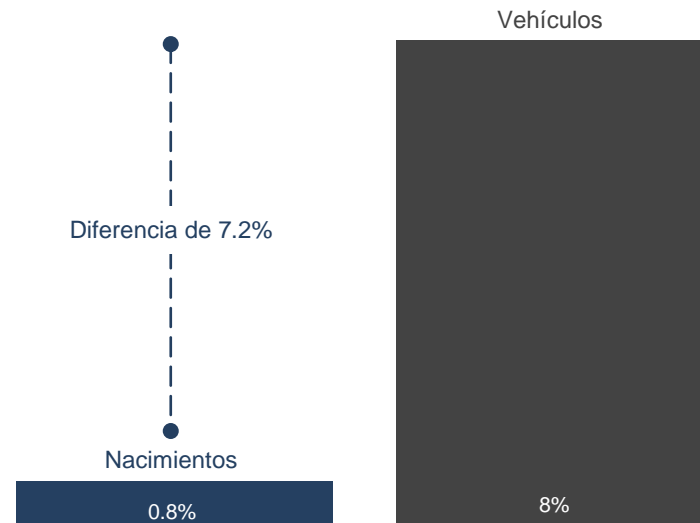 Vehículos
Diferencia de 7.2%
Nacimientos
0.8%
8%